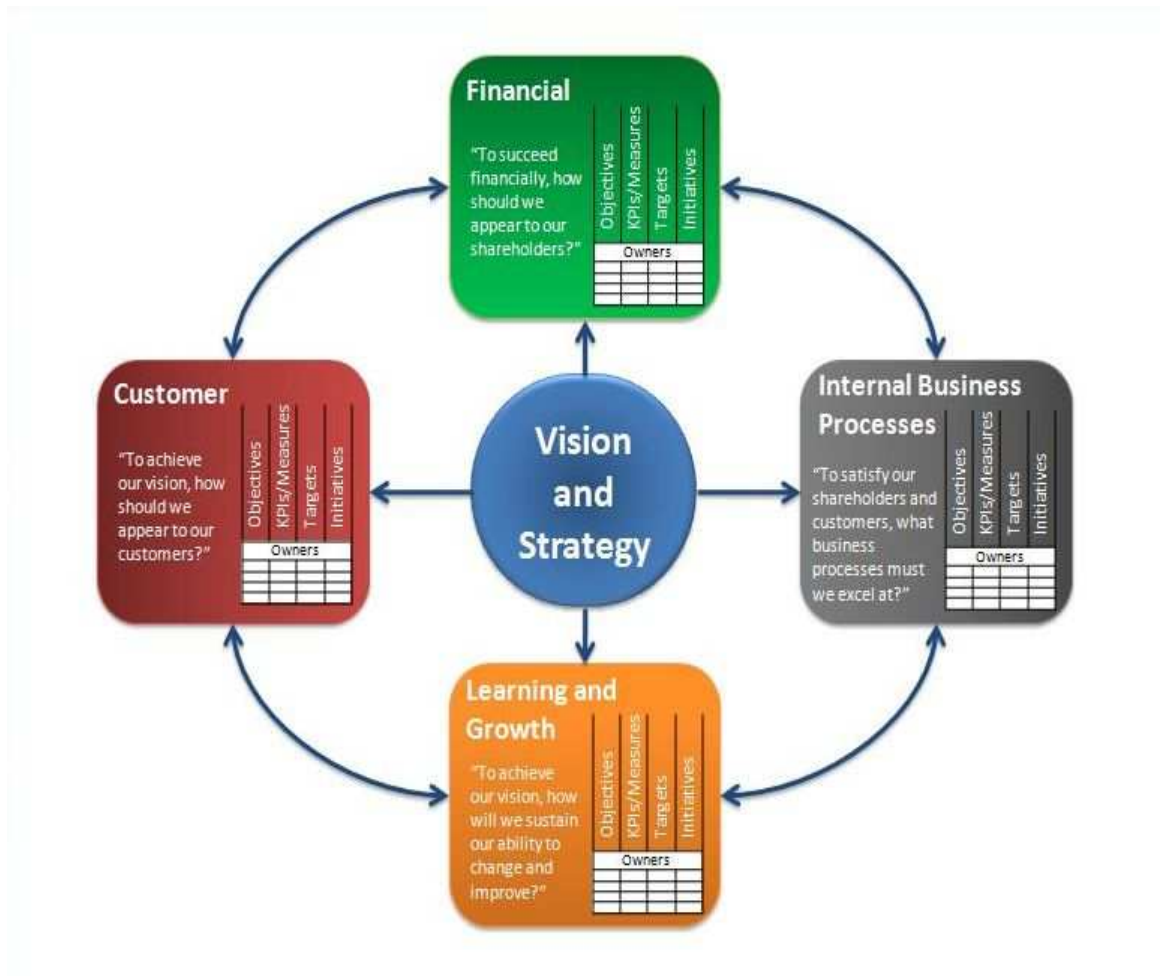 Financial
"To succeed
financially, how
should we
appear to our
shareholders?"
Objectives
KPIs/Measures
Targets
Initiatives
Owners
Customer
"To achieve
our vision, how
should we
appear to our
customers?"
Objectives
KPIs/Measures
Targets
Initiatives
Owners
Vision
and
Strategy
Internal Business
Processes
"To satisfy our
shareholders and
customers, what
business
processes must
we excel at?"
Objectives
KPIs/Measures
Targets
Initiatives
Owners
Learning and
Growth
"To achieve
our vision, how
will we sustain
our ability to
change and
improve?"
Objectives
KPIs/Measures
Targets
Initiatives
Owners